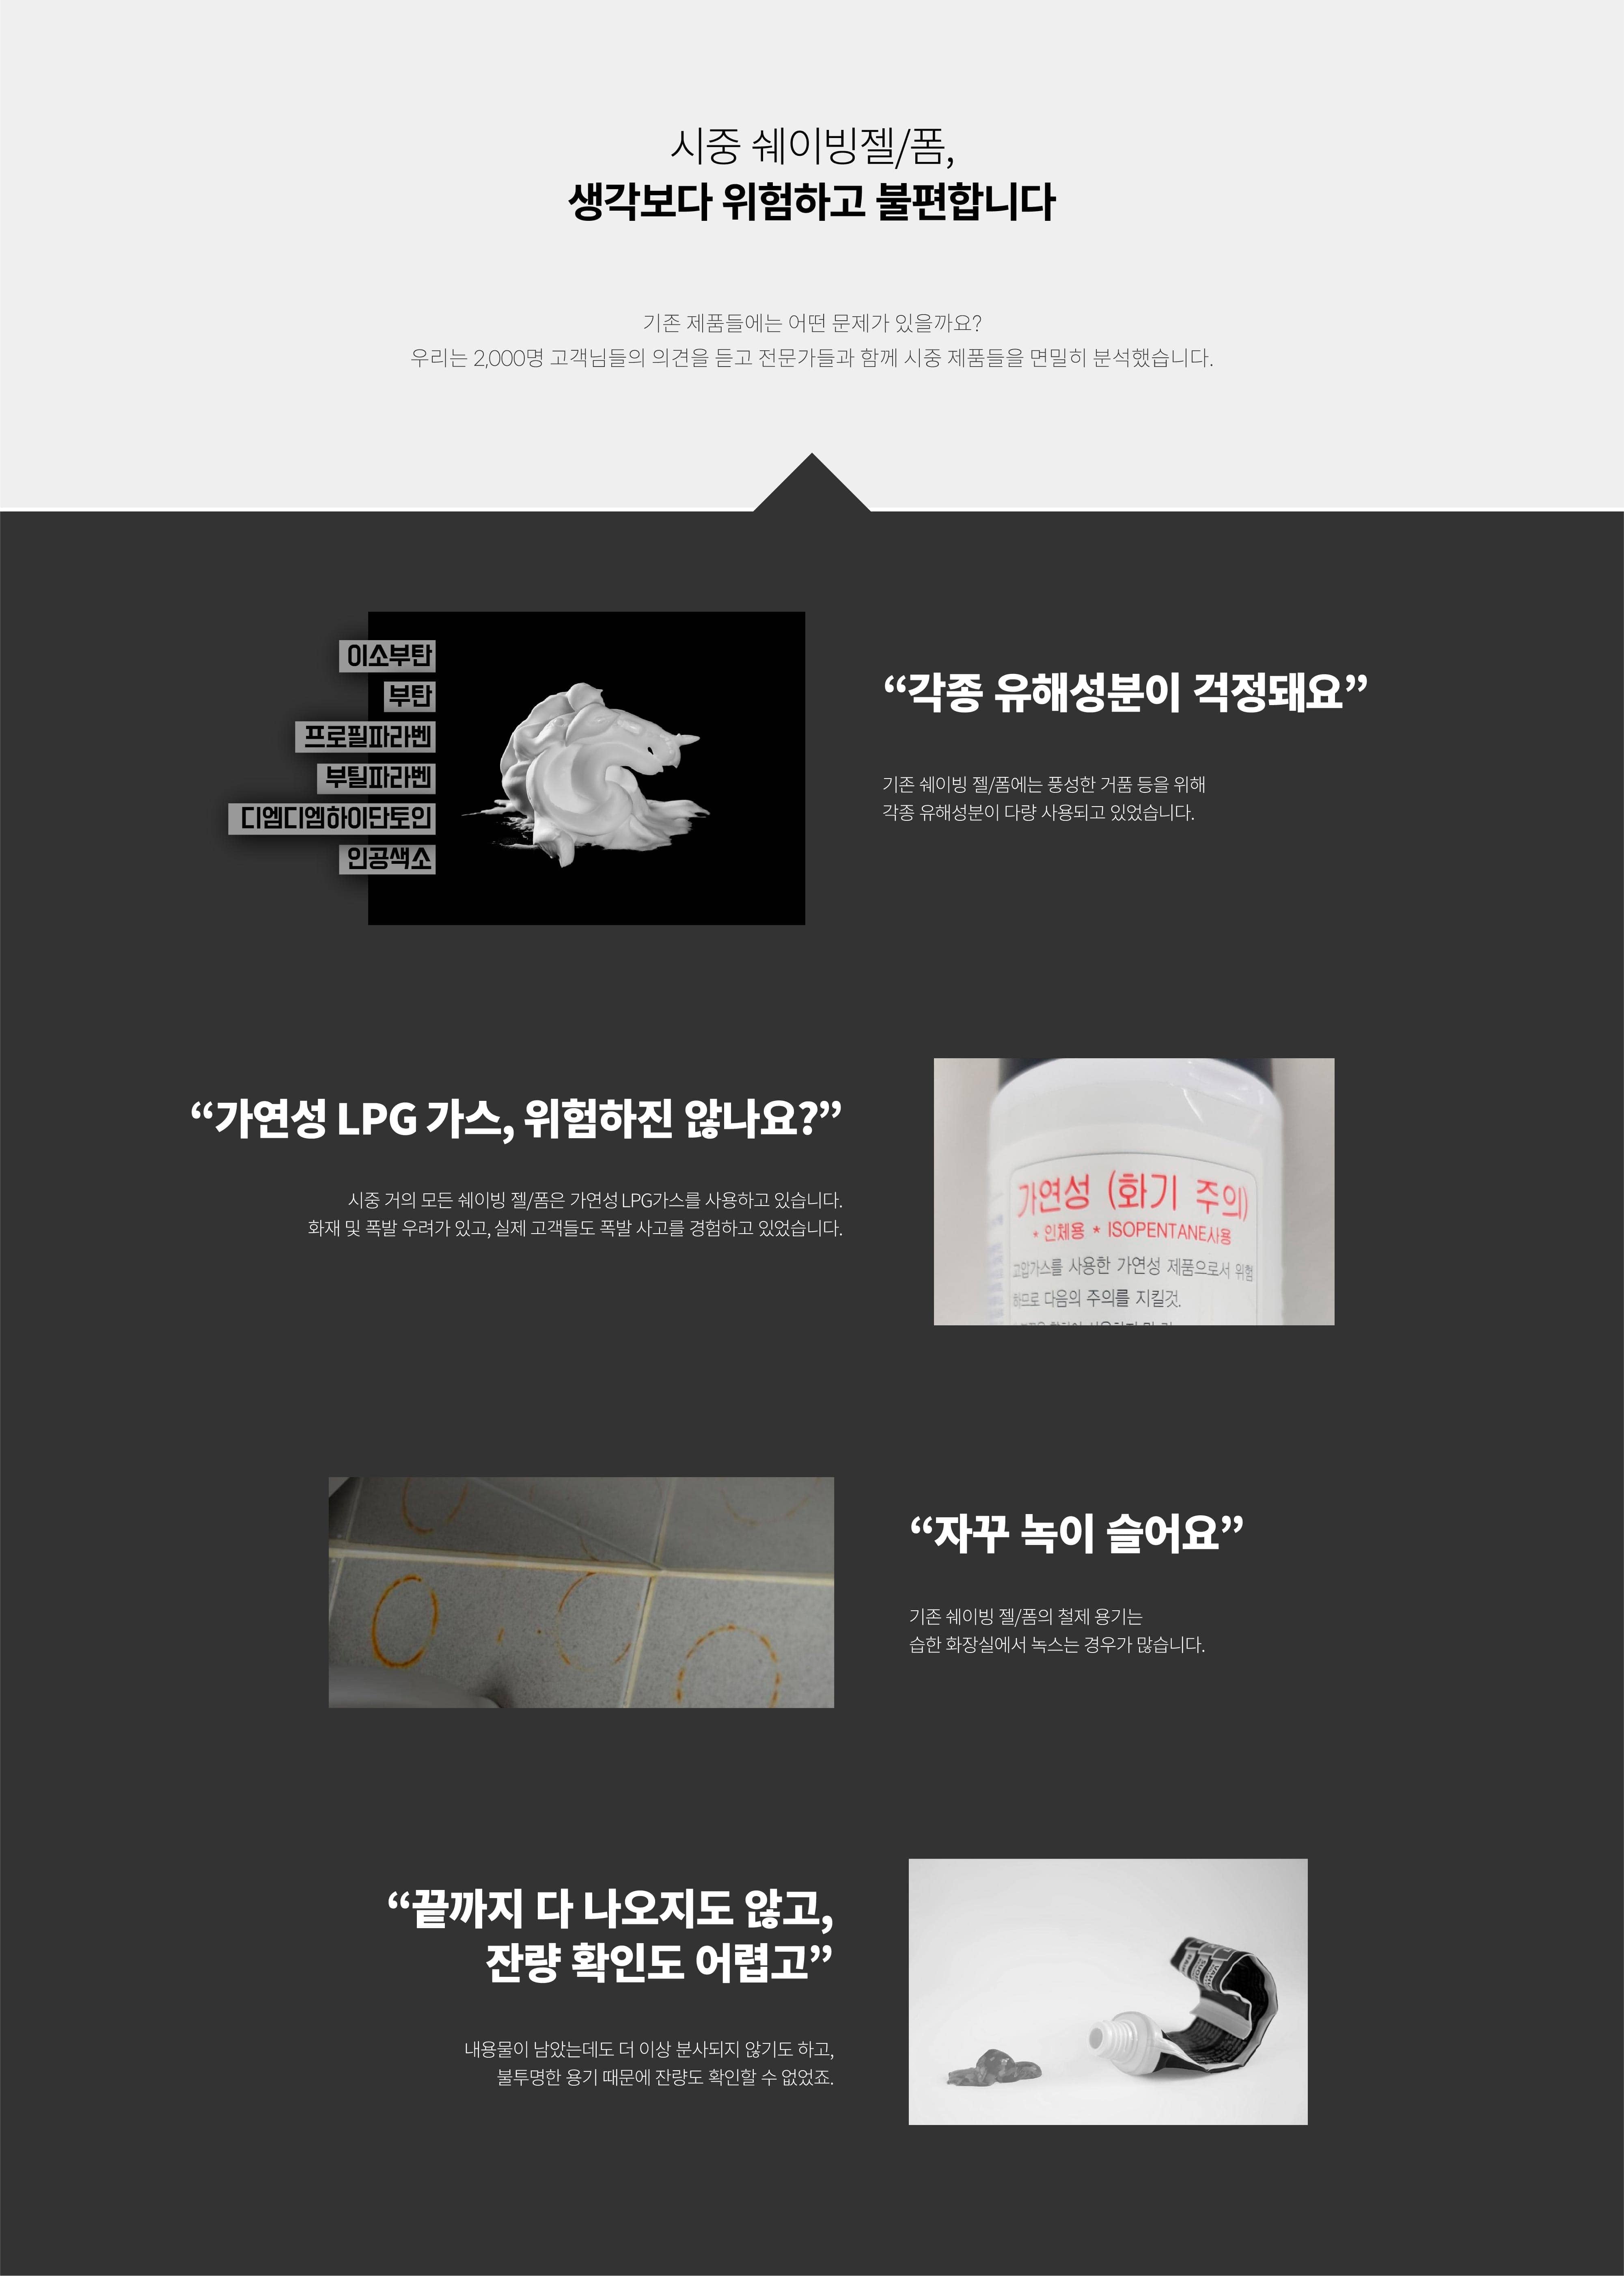 시중 쉐이빙젤/폼,
생각보다 위험하고 불편합니다
기존 제품들에는 어떤 문제가 있을까요?
우리는 2,000명 고객님들의 의견을 듣고 전문가들과 함께 시중 제품들을 면밀히 분석했습니다.
이소부탄
부탄
프로필파라벤
부틸파라벤
디엠디엠하이단토인
인공색소
“각종 유해성분이 걱정돼요”
기존 쉐이빙 젤/폼에는 풍성한 거품 등을 위해
각종 유해성분이 다량 사용되고 있었습니다.
“가연성 LPG 가스, 위험하진 않나요?”
시중 거의 모든 쉐이빙 젤/폼은 가연성 LPG가스를 사용하고 있습니다.
화재 및 폭발 우려가 있고, 실제 고객들도 폭발 사고를 경험하고 있었습니다.
가연성 (화기 주의)
* 인체용 * ISOPENTANE사용
고압가스를 사용한 가연성 제품으로서 위험
하므로 다음의 주의를 지킬것.
“자꾸 녹이 슬어요”
기존 쉐이빙 젤/폼의 철제 용기는
습한 화장실에서 녹스는 경우가 많습니다.
“끝까지 다 나오지도 않고,
잔량 확인도 어렵고”
내용물이 남았는데도 더 이상 분사되지 않기도 하고,
불투명한 용기 때문에 잔량도 확인할 수 없었죠.